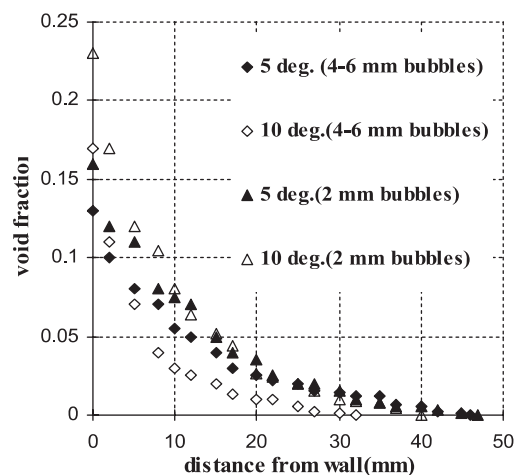 0.25
0.2
0.15
0.1
0.05
0
void fraction
5 deg. (4-6 mm bubbles)
10 deg.(4-6 mm bubbles)
5 deg.(2 mm bubbles)
10 deg.(2 mm bubbles)
0 10 20 30 40 50
distance from wall(mm)